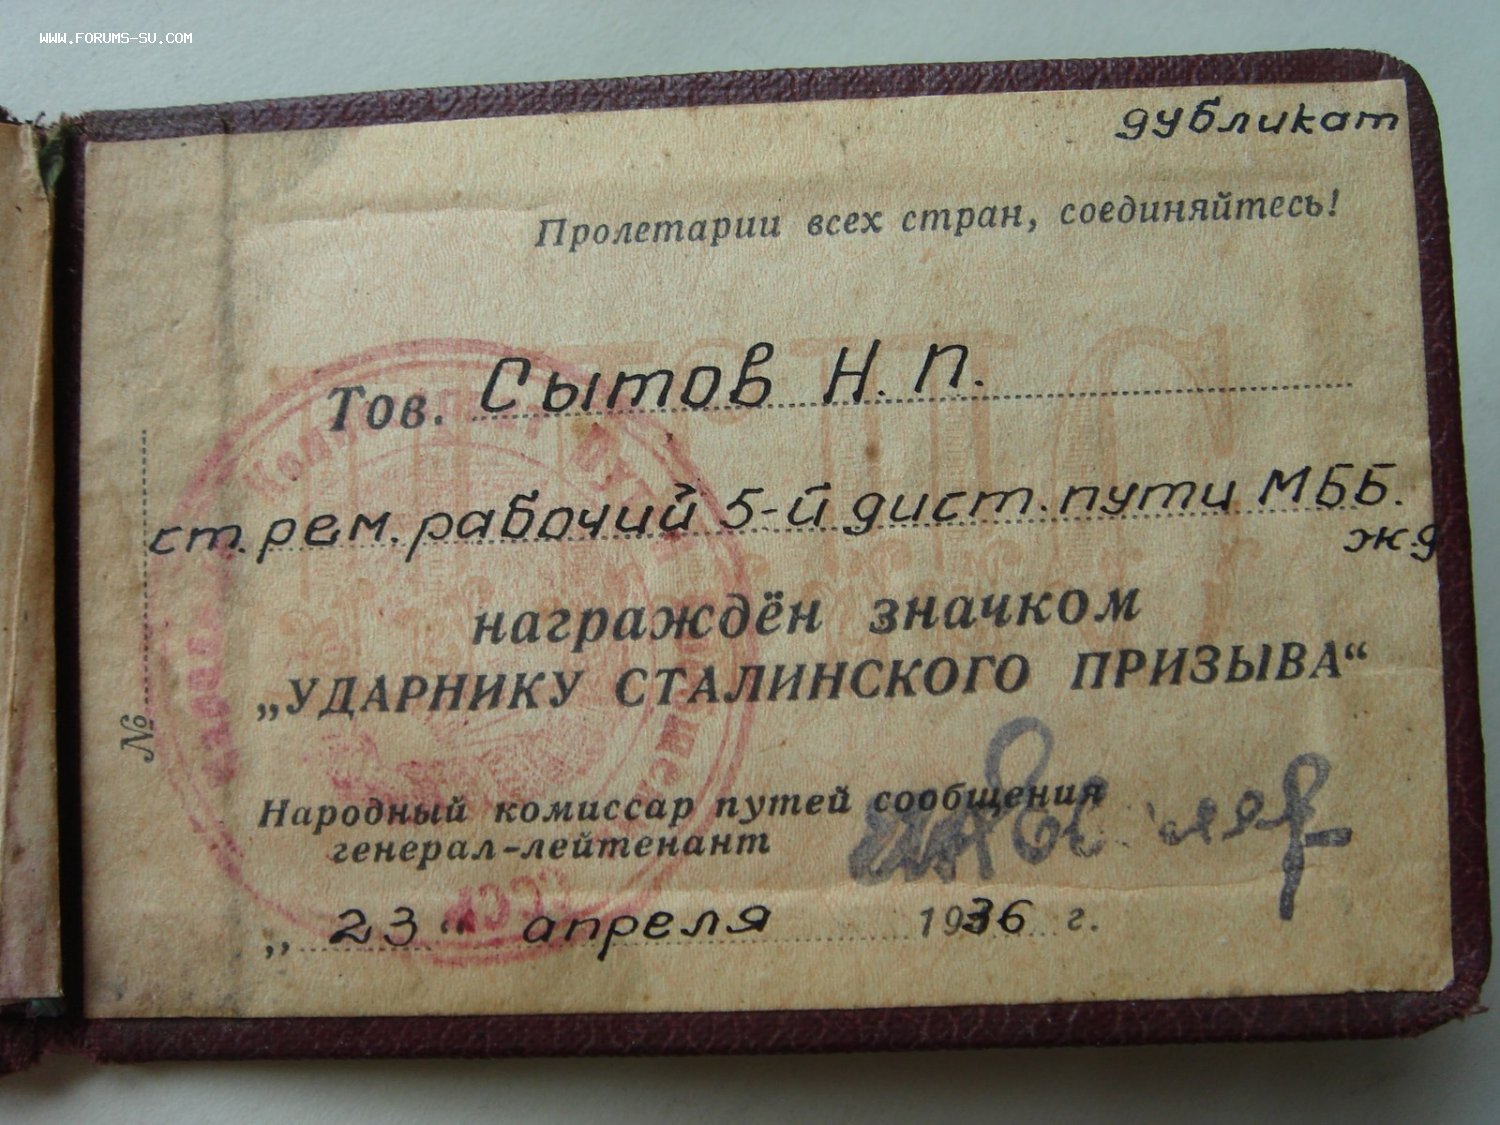 WWW.FORUMS-SU.COM
дубликат
Пролетарии всех стран, соединяйтесь!
Тов. Сытов Н. П.
ст. рем. рабочий 5-й дист. пути МББ.
ж.д
награждён значком
„УДАРНИКУ СТАЛИНСКОГО ПРИЗЫВА“
Народный комиссар путей сообщения
генерал-лейтенант
„23“ апреля 1936 г.
№
СССР